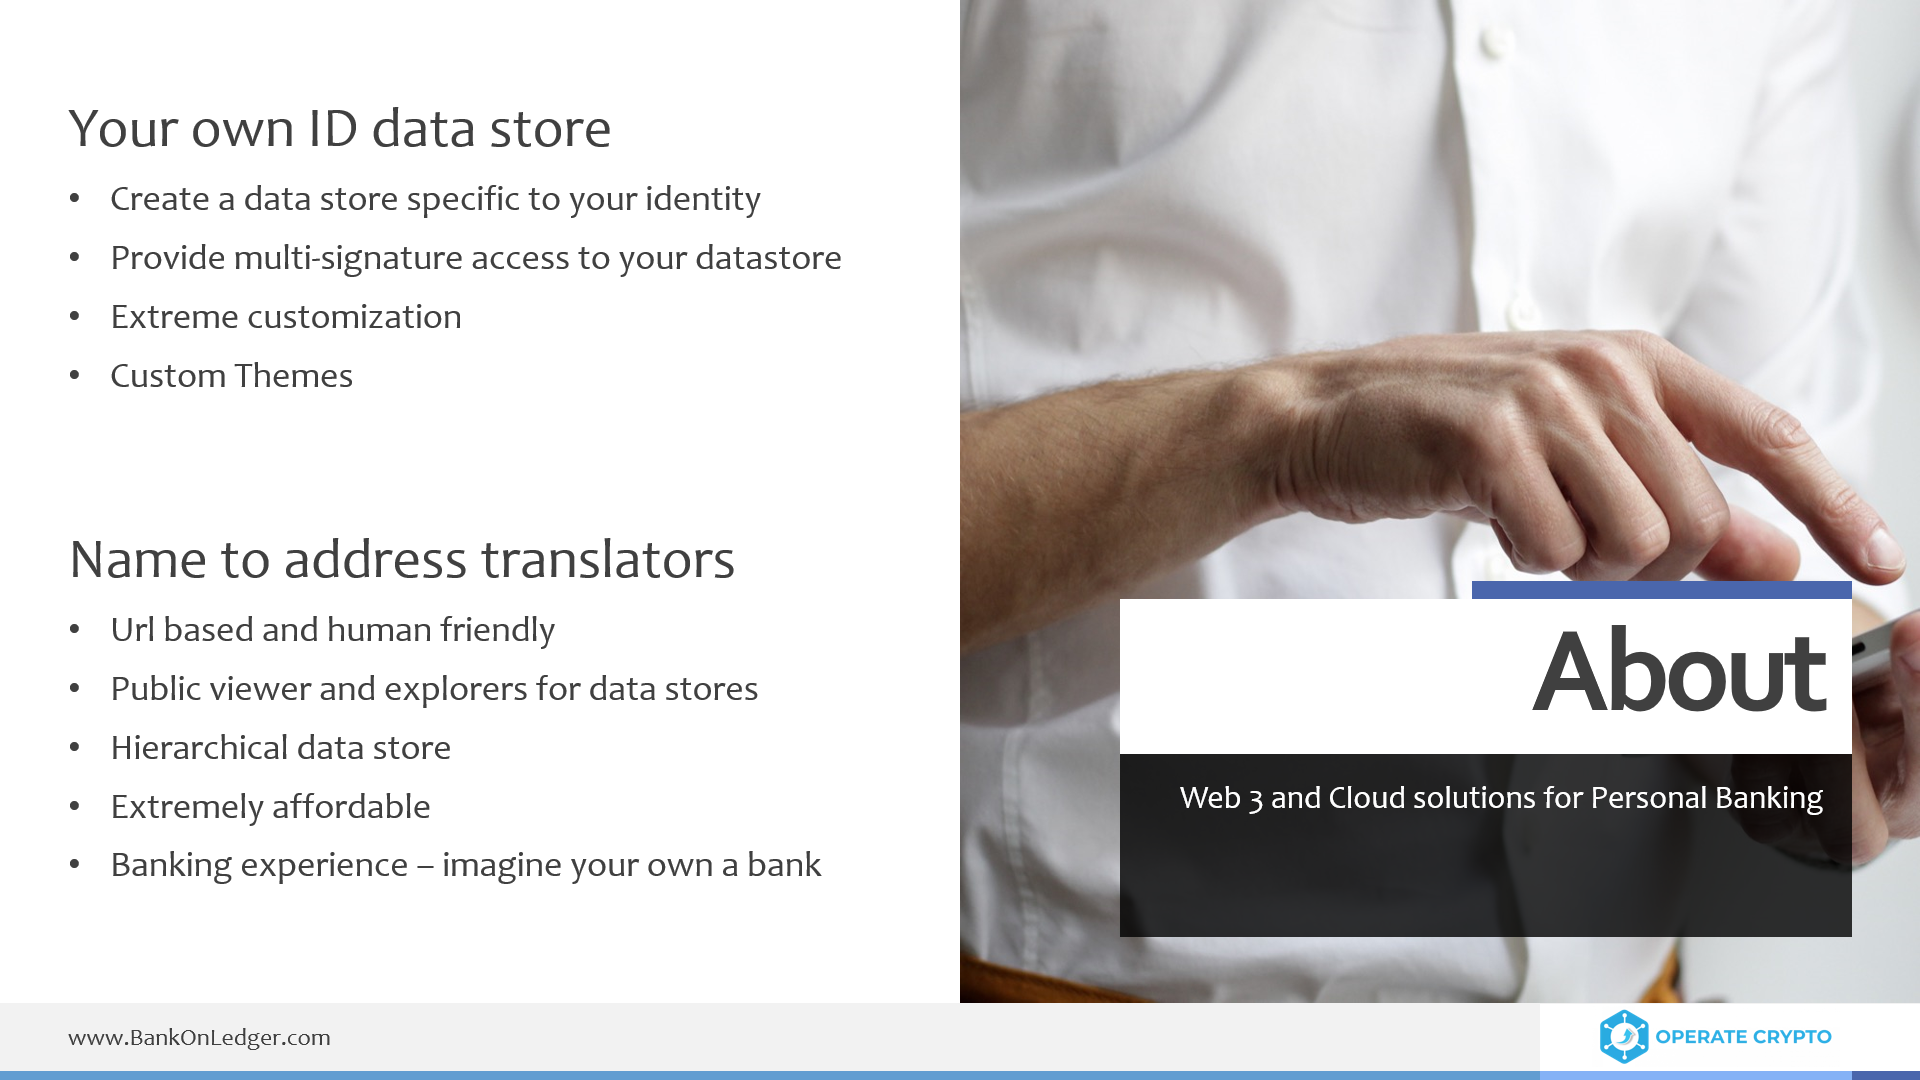 Your own ID data store
• Create a data store specific to your identity
• Provide multi-signature access to your datastore
• Extreme customization
• Custom Themes
Name to address translators
• Url based and human friendly
• Public viewer and explorers for data stores
• Hierarchical data store
• Extremely affordable
• Banking experience – imagine your own a bank
About
Web 3 and Cloud solutions for Personal Banking
www.BankOnLedger.com
OPERATE CRYPTO